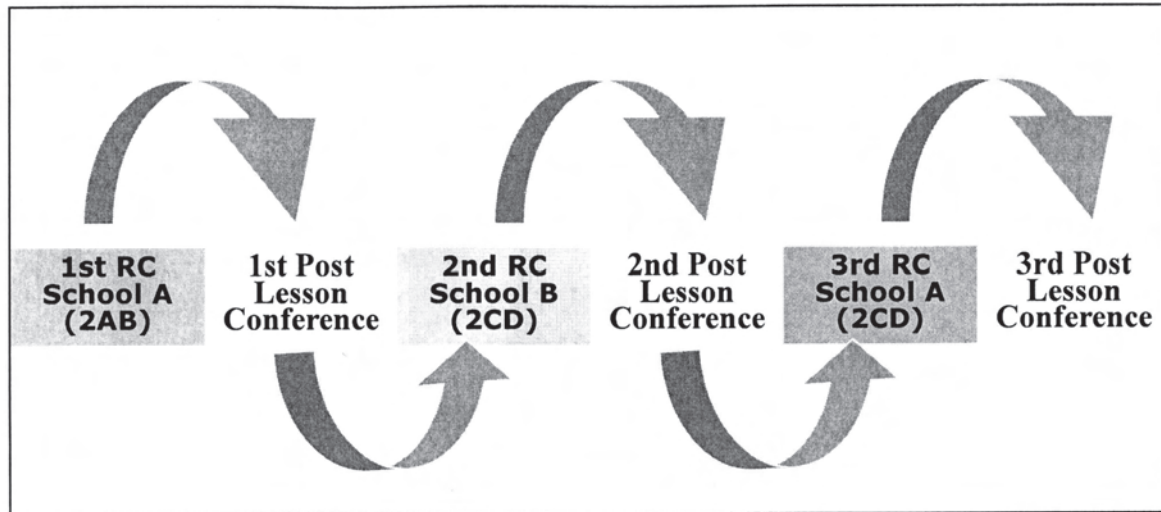 1st RC
School A
(2AB)
1st Post
Lesson
Conference
2nd RC
School B
(2CD)
2nd Post
Lesson
Conference
3rd RC
School A
(2CD)
3rd Post
Lesson
Conference